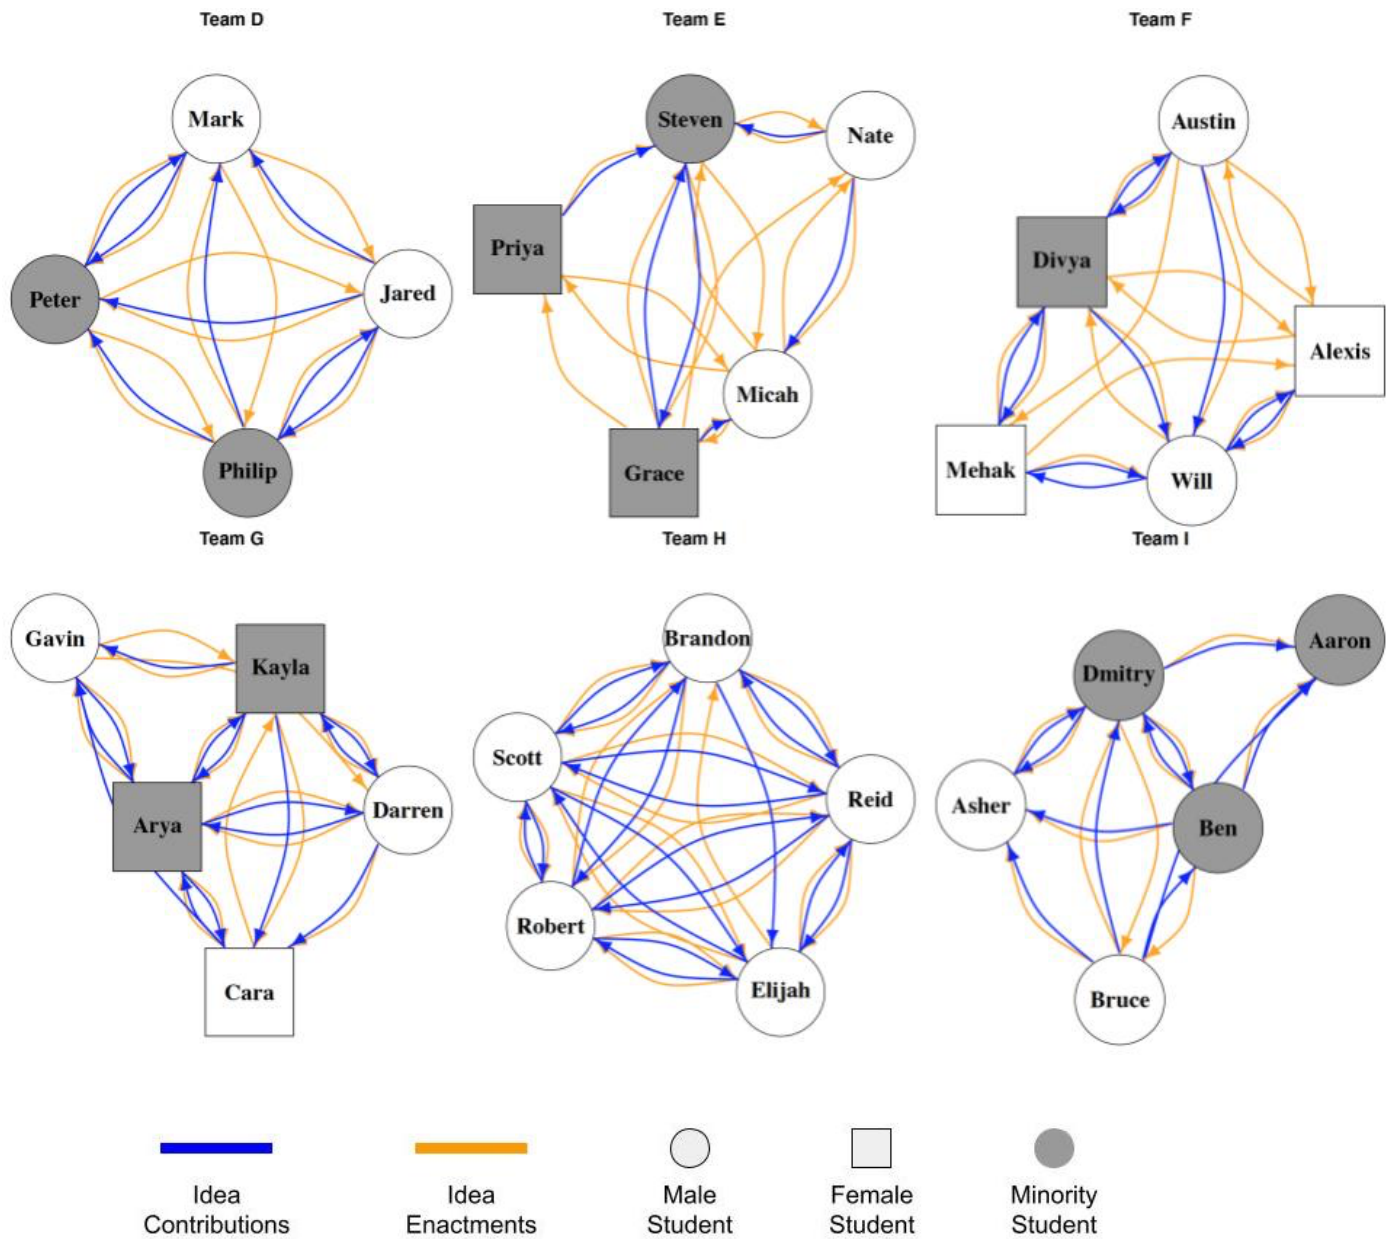 Team D
Team E
Team F
Mark
Peter
Jared
Philip
Steven
Nate
Priya
Micah
Grace
Austin
Divya
Alexis
Mehak
Will
Team G
Team H
Team I
Gavin
Kayla
Arya
Darren
Cara
Brandon
Scott
Reid
Robert
Elijah
Aaron
Dmitry
Asher
Ben
Bruce
Idea
Contributions
Idea
Enactments
Male
Student
Female
Student
Minority
Student